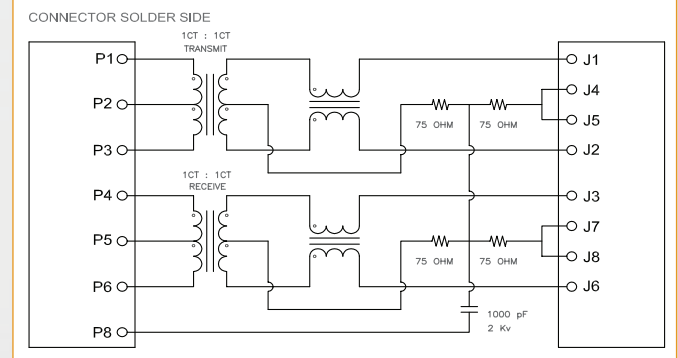 CONNECTOR SOLDER SIDE
1CT : 1CT
TRANSMIT
P1
J1
J4
P2
75 OHM
75 OHM
J5
P3
J2
1CT : 1CT
RECEIVE
P4
J3
J7
P5
75 OHM
75 OHM
J8
P6
J6
1000 pF
2 Kv
P8